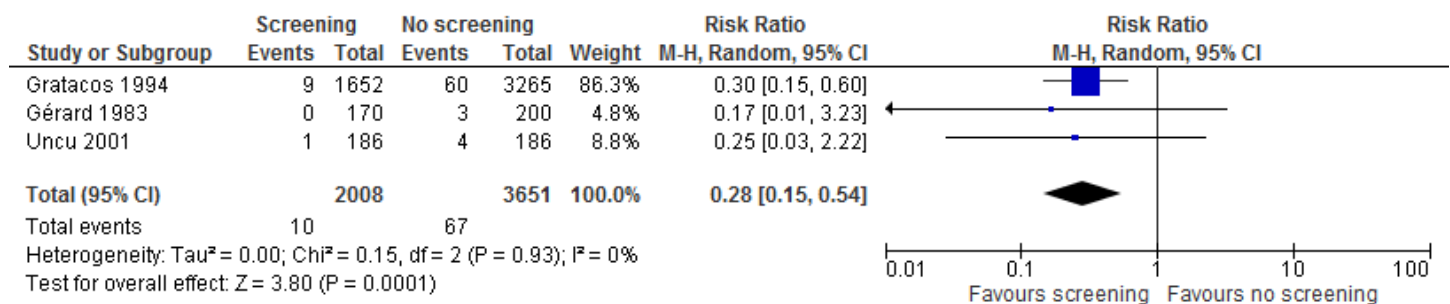 Screening No screening Risk Ratio Risk Ratio
Study or Subgroup Events Total Events Total Weight M-H, Random, 95% CI M-H, Random, 95% CI
Gratacos 1994 9 1652 60 3265 86.3% 0.30 [0.15, 0.60]
Gérard 1983 0 170 3 200 4.8% 0.17 [0.01, 3.23]
Uncu 2001 1 186 4 186 8.8% 0.25 [0.03, 2.22]
Total (95% CI) 2008 3651 100.0% 0.28 [0.15, 0.54]
Total events 10 67
Heterogeneity: Tau² = 0.00; Chi² = 0.15, df = 2 (P = 0.93); I² = 0%
Test for overall effect: Z = 3.80 (P = 0.0001)
0.01 0.1 1 10 100
Favours screening Favours no screening